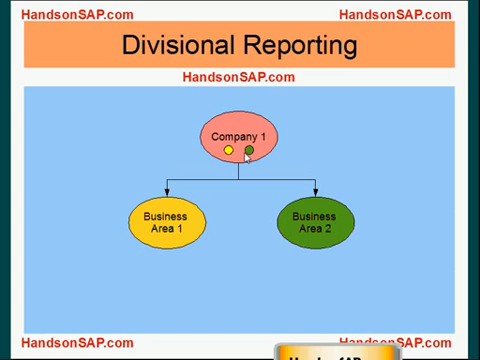 HandsonSAP.com HandsonSAP.com
Divisional Reporting
HandsonSAP.com
Company 1
Business
Area 1
Business
Area 2
HandsonSAP.com HandsonSAP.com